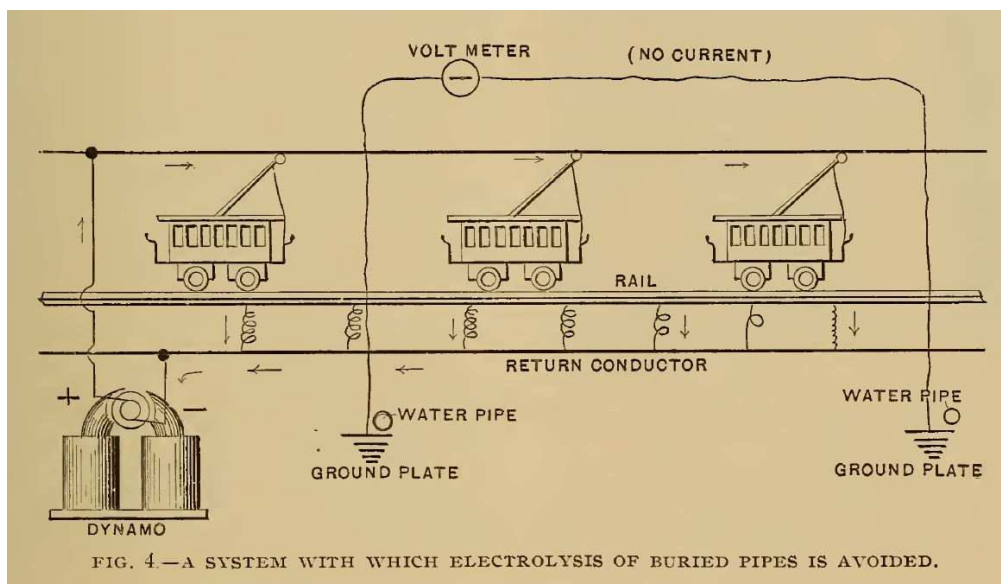 VOLT METER (NO CURRENT)
RAIL
RETURN CONDUCTOR
+ −
WATER PIPE
WATER PIPE
GROUND PLATE
GROUND PLATE
DYNAMO
FIG. 4.—A SYSTEM WITH WHICH ELECTROLYSIS OF BURIED PIPES IS AVOIDED.